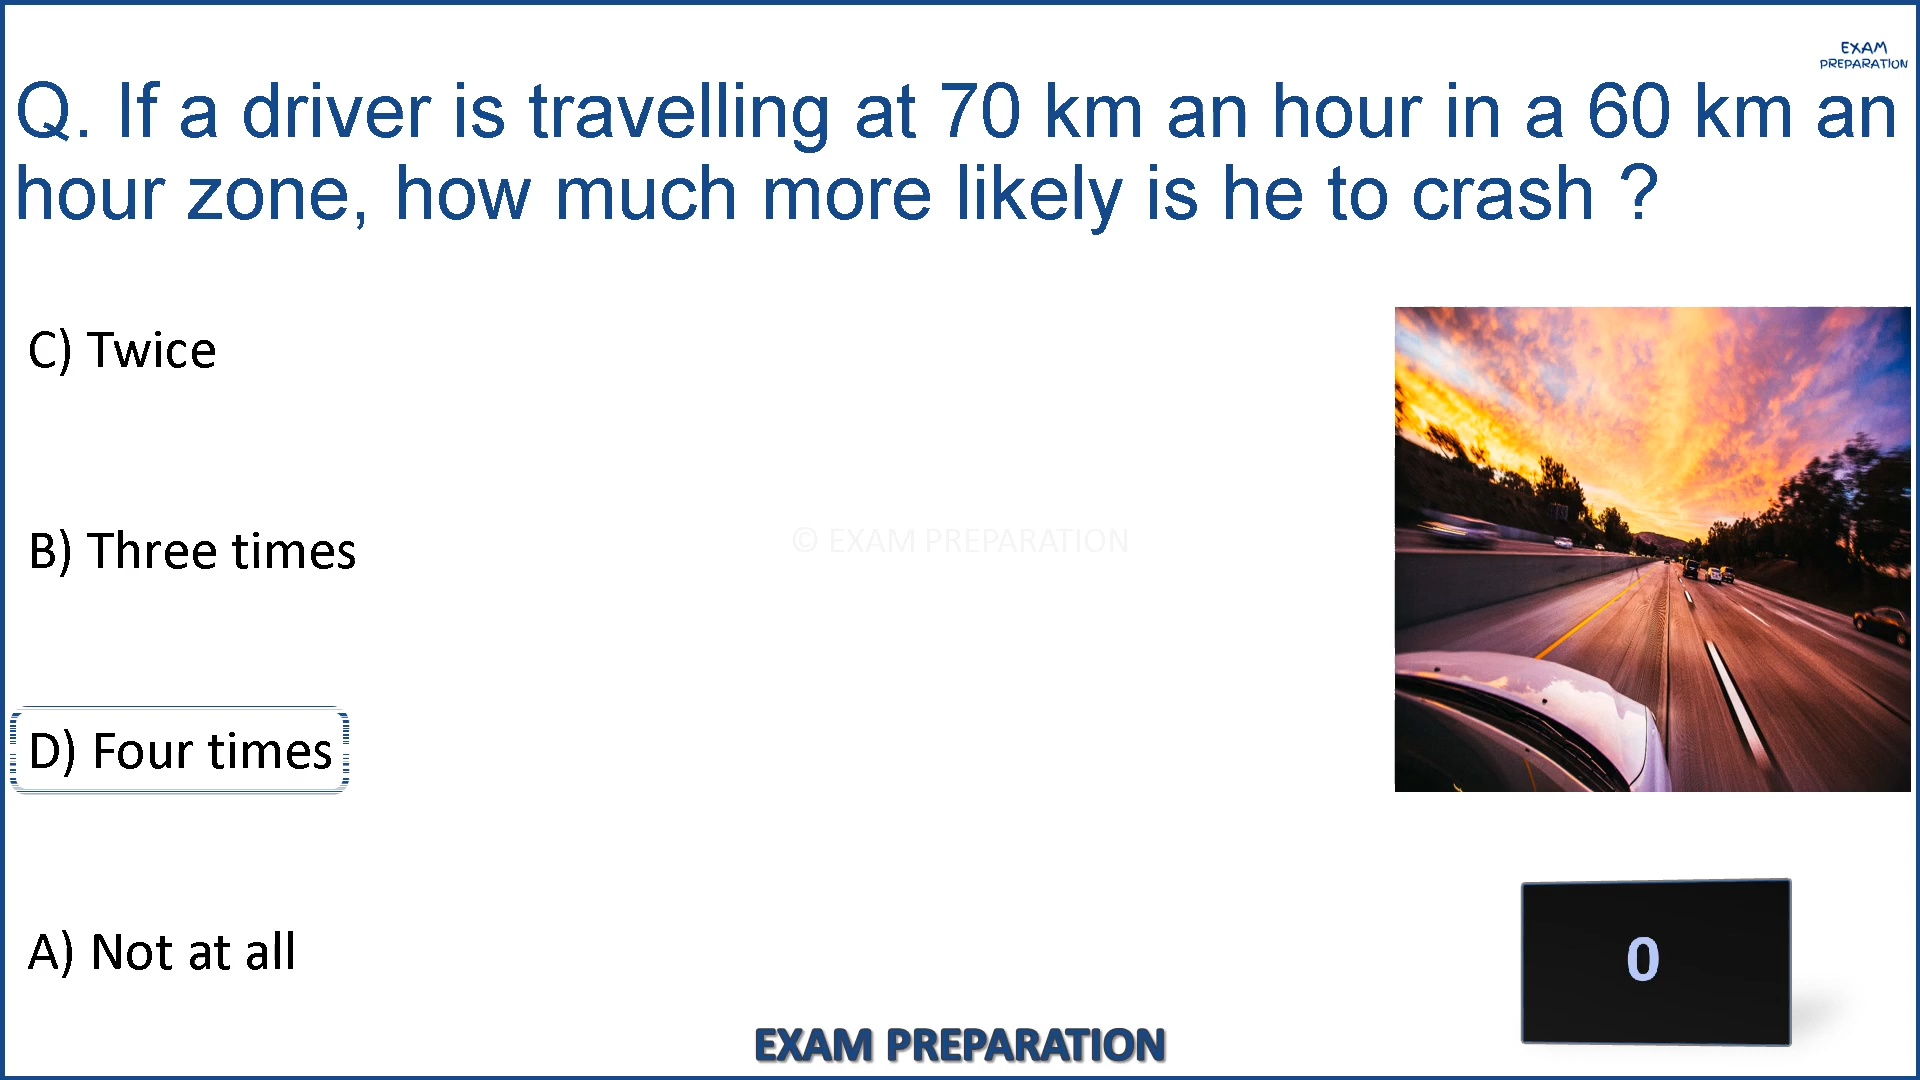 EXAM
PREPARATION
Q. If a driver is travelling at 70 km an hour in a 60 km an
hour zone, how much more likely is he to crash ?
C) Twice
B) Three times
© EXAM PREPARATION
D) Four times
A) Not at all
0
EXAM PREPARATION